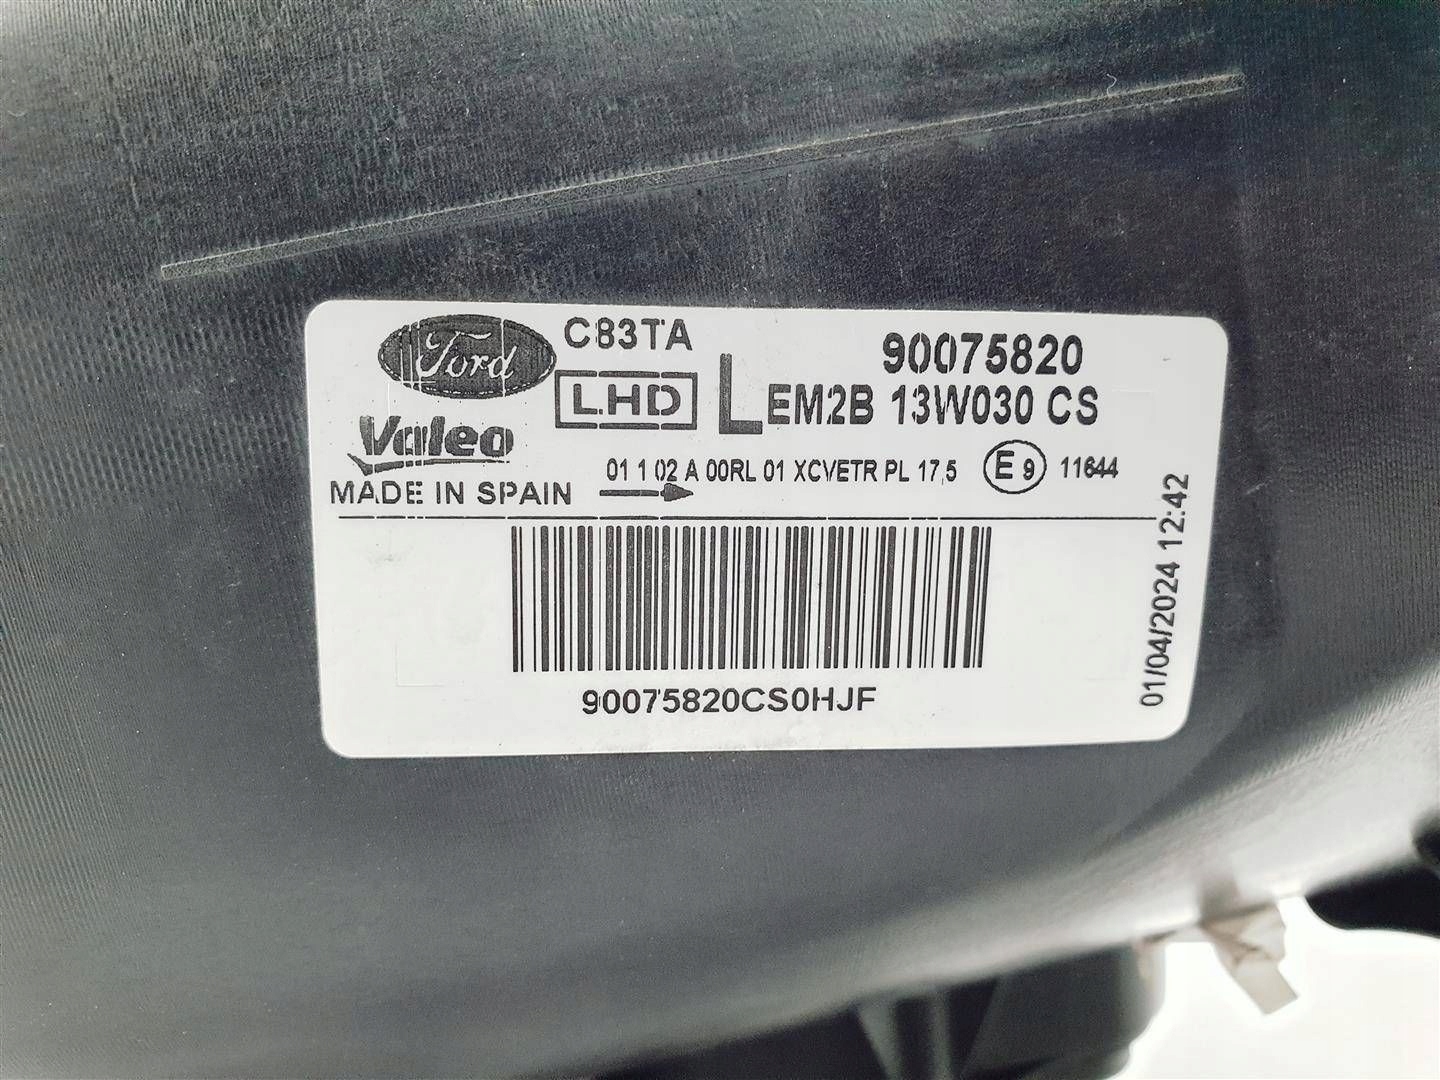 Ford
C83TA
90075820
LHD
L EM2B 13W030 CS
Valeo
01 1 02 A 00RL 01 XCVETR PL 17,5 E9 11644
MADE IN SPAIN
90075820CS0HJF
01/04/2024 12:42